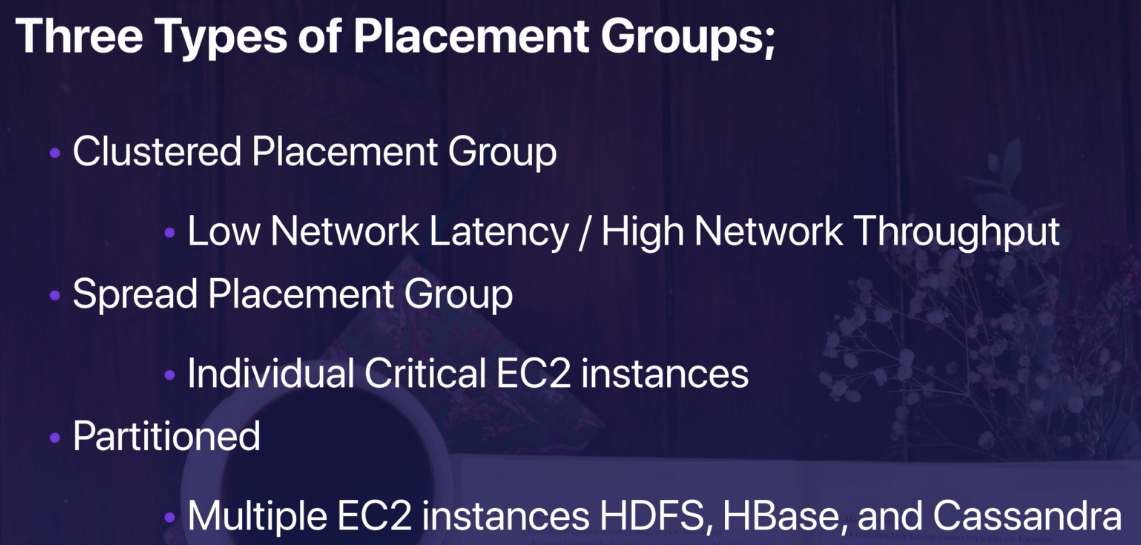 Three Types of Placement Groups;
• Clustered Placement Group
• Low Network Latency / High Network Throughput
• Spread Placement Group
• Individual Critical EC2 instances
• Partitioned
• Multiple EC2 instances HDFS, HBase, and Cassandra